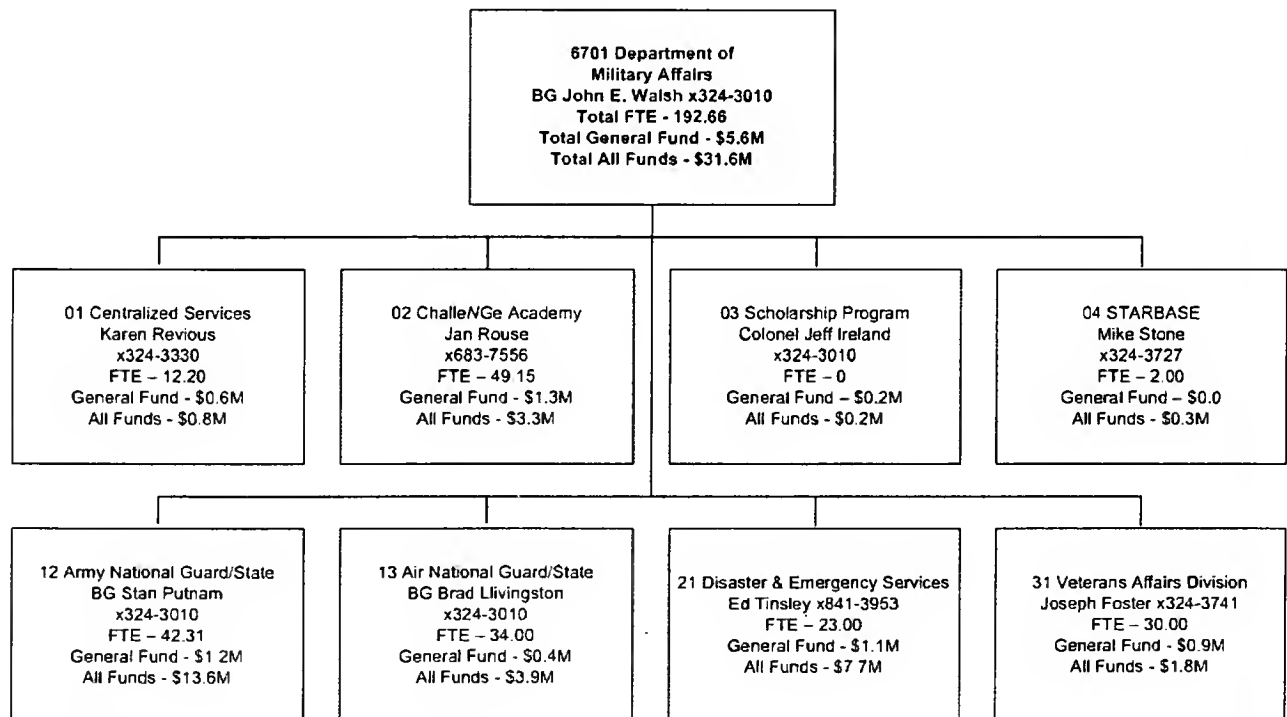 6701 Department of
Military Affairs
BG John E. Walsh x324-3010
Total FTE - 192.66
Total General Fund - $5.6M
Total All Funds - $31.6M
01 Centralized Services
Karen Revious
x324-3330
FTE – 12.20
General Fund - $0.6M
All Funds - $0.8M
02 ChalleNGe Academy
Jan Rouse
x683-7556
FTE – 49.15
General Fund - $1.3M
All Funds - $3.3M
03 Scholarship Program
Colonel Jeff Ireland
x324-3010
FTE – 0
General Fund – $0.2M
All Funds - $0.2M
04 STARBASE
Mike Stone
x324-3727
FTE – 2.00
General Fund – $0.0
All Funds – $0.3M
12 Army National Guard/State
BG Stan Putnam
x324-3010
FTE – 42.31
General Fund - $1.2M
All Funds - $13.6M
13 Air National Guard/State
BG Brad Llivingston
x324-3010
FTE – 34.00
General Fund - $0.4M
All Funds - $3.9M
21 Disaster & Emergency Services
Ed Tinsley x841-3953
FTE – 23.00
General Fund - $1.1M
All Funds - $7.7M
31 Veterans Affairs Division
Joseph Foster x324-3741
FTE – 30.00
General Fund - $0.9M
All Funds - $1.8M